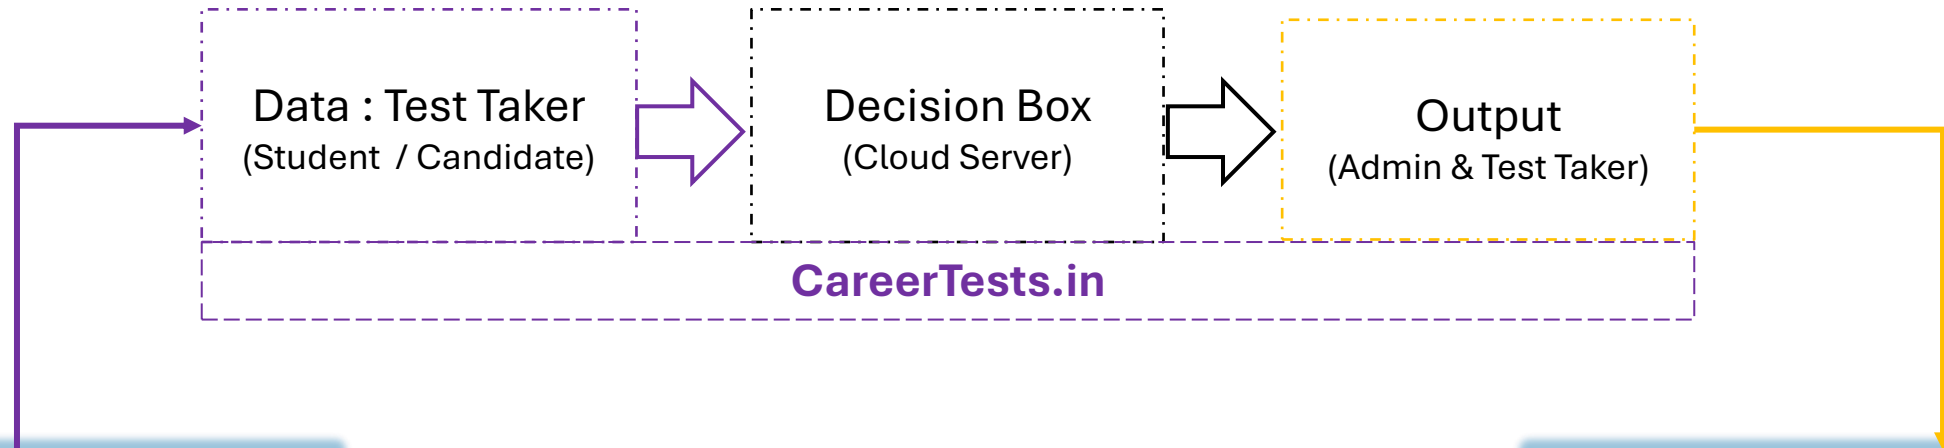 Data : Test Taker
(Student / Candidate)
Decision Box
(Cloud Server)
Output
(Admin & Test Taker)
CareerTests.in